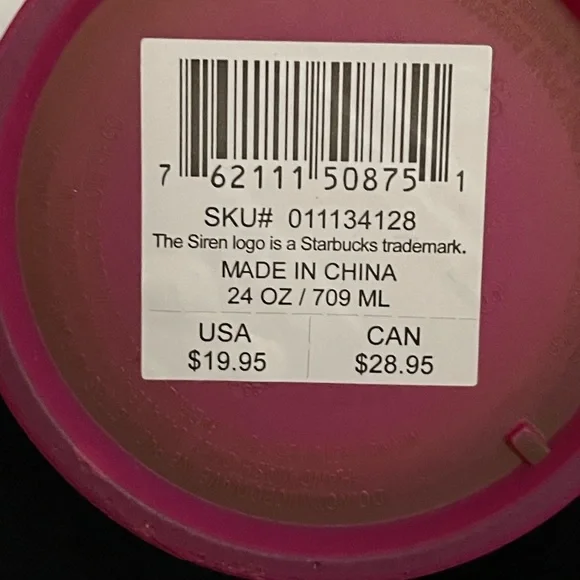 7 62111 50875 1
SKU# 011134128
The Siren logo is a Starbucks trademark.
MADE IN CHINA
24 OZ / 709 ML
USA CAN
$19.95 $28.95